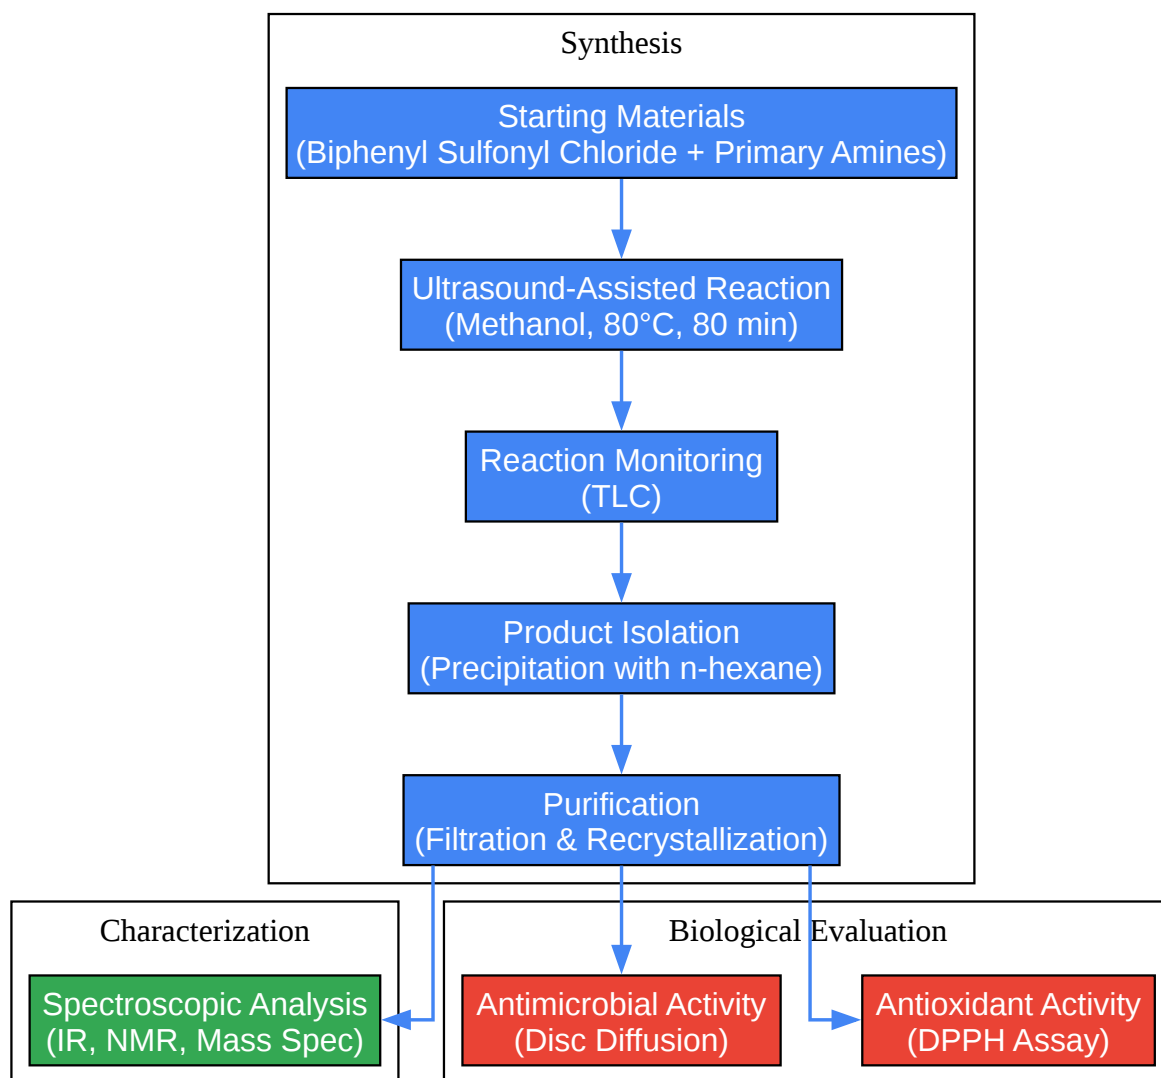 Synthesis
Starting Materials
(Biphenyl Sulfonyl Chloride + Primary Amines)
Ultrasound-Assisted Reaction
(Methanol, 80°C, 80 min)
Reaction Monitoring
(TLC)
Product Isolation
(Precipitation with n-hexane)
Purification
(Filtration & Recrystallization)
Characterization
Spectroscopic Analysis
(IR, NMR, Mass Spec)
Biological Evaluation
Antimicrobial Activity
(Disc Diffusion)
Antioxidant Activity
(DPPH Assay)